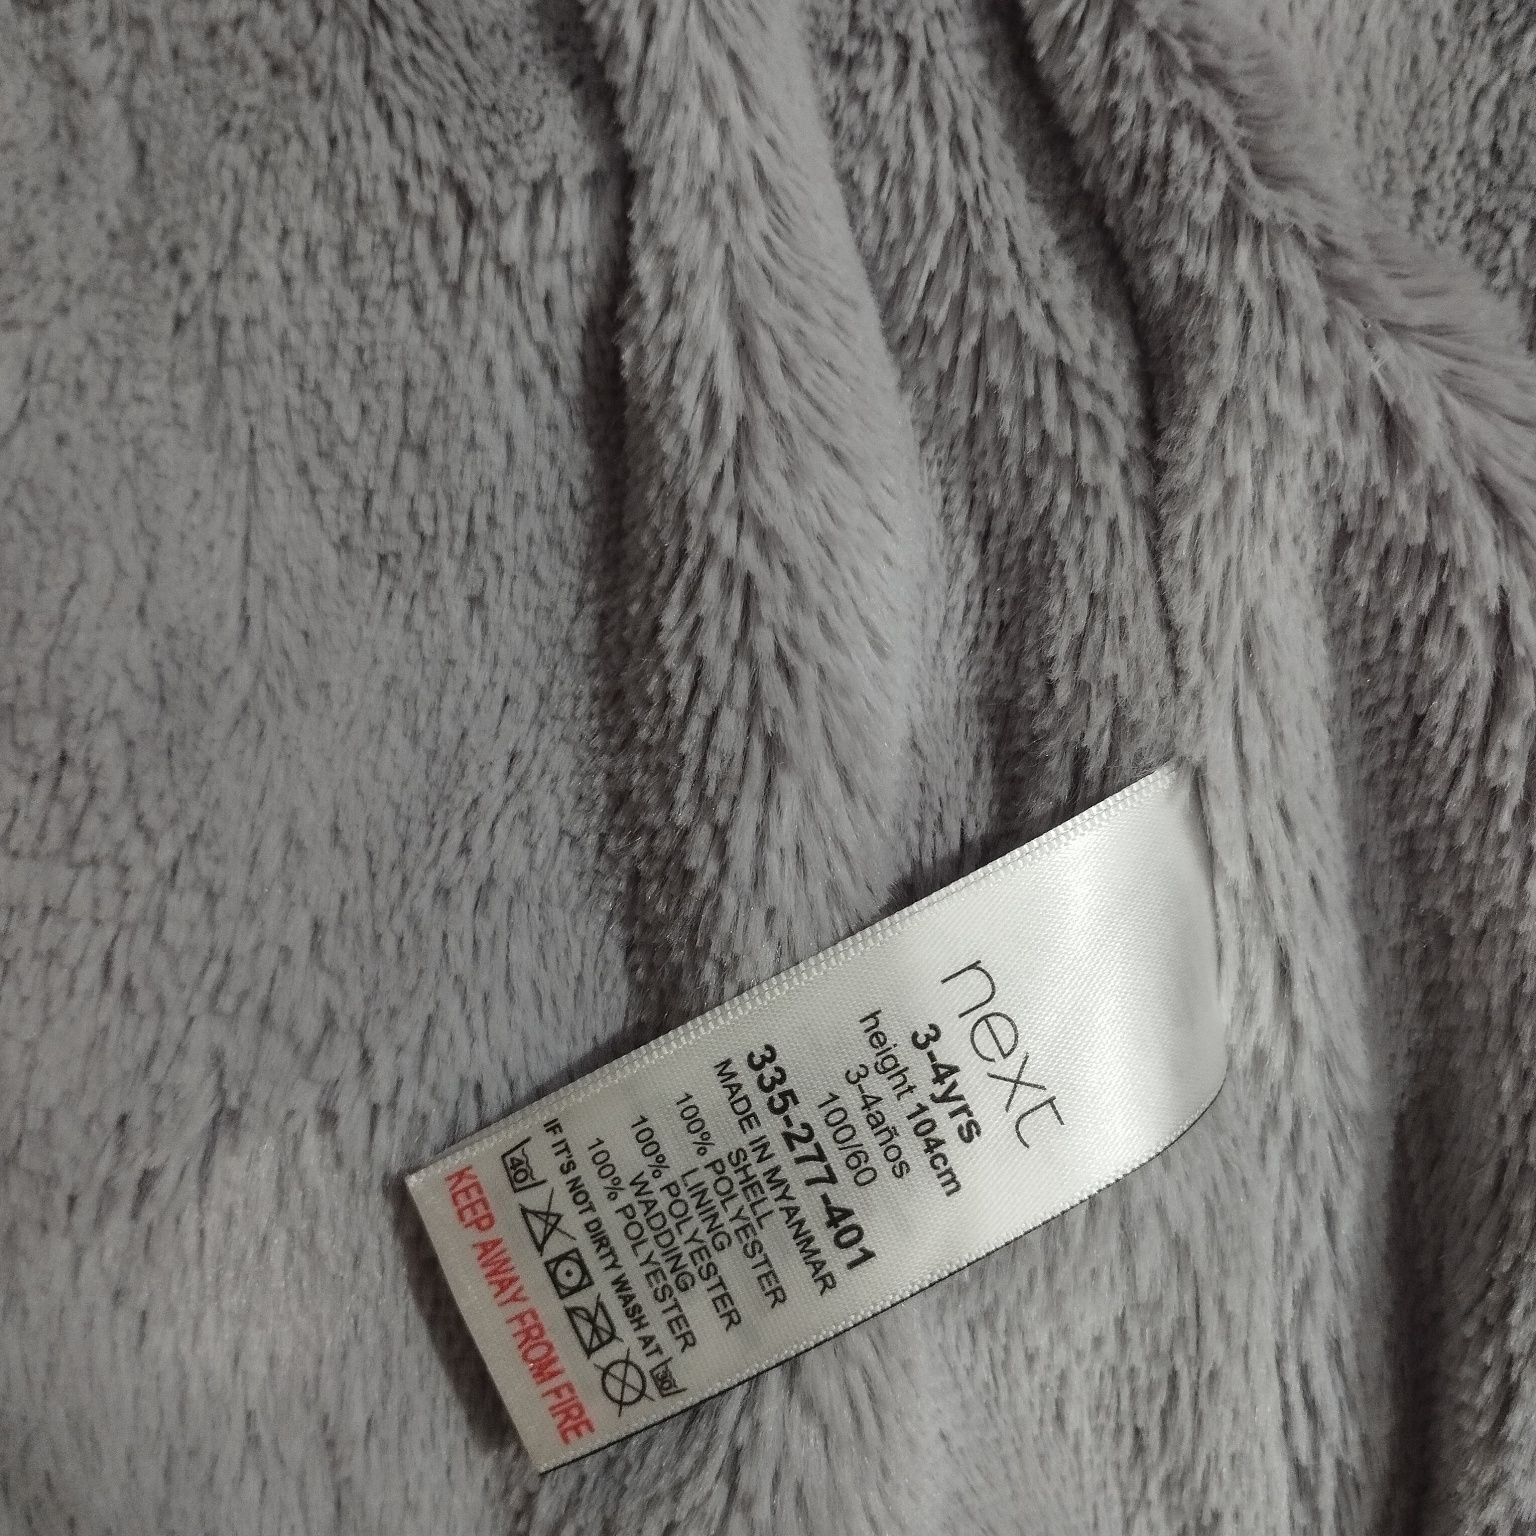 next
3-4yrs
height 104cm
3-4años
100/60
335-277-401
MADE IN MYANMAR
SHELL
100% POLYESTER
LINING
100% POLYESTER
WADDING
100% POLYESTER
IF IT'S NOT DIRTY WASH AT 30
40
KEEP AWAY FROM FIRE